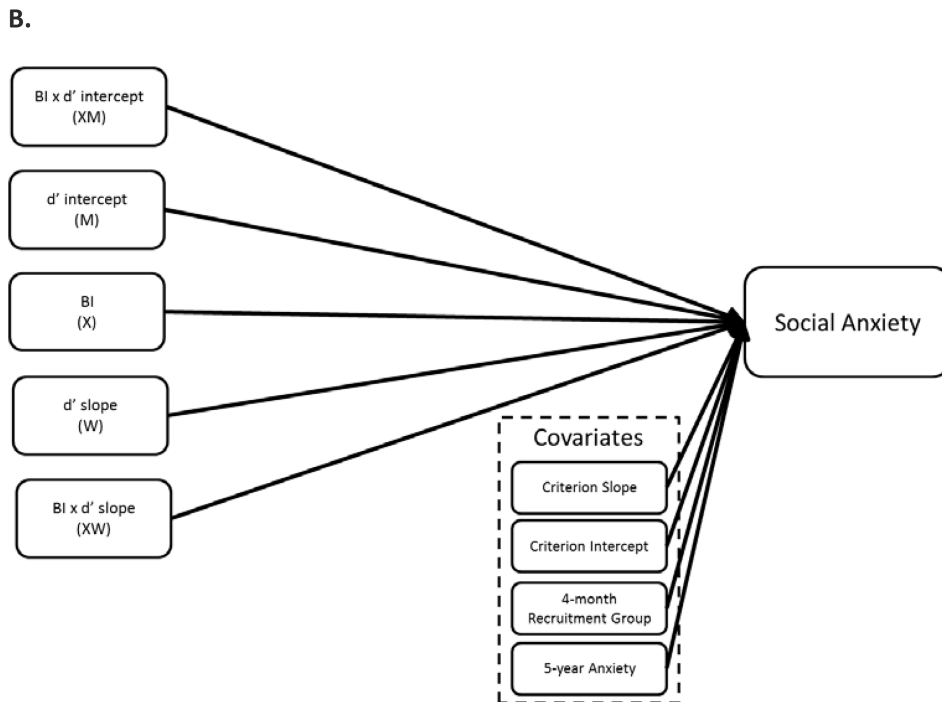 B.
BI x d’ intercept
(XM)
d’ intercept
(M)
BI
(X)
d’ slope
(W)
BI x d’ slope
(XW)
Social Anxiety
Covariates
Criterion Slope
Criterion Intercept
4-month
Recruitment Group
5-year Anxiety